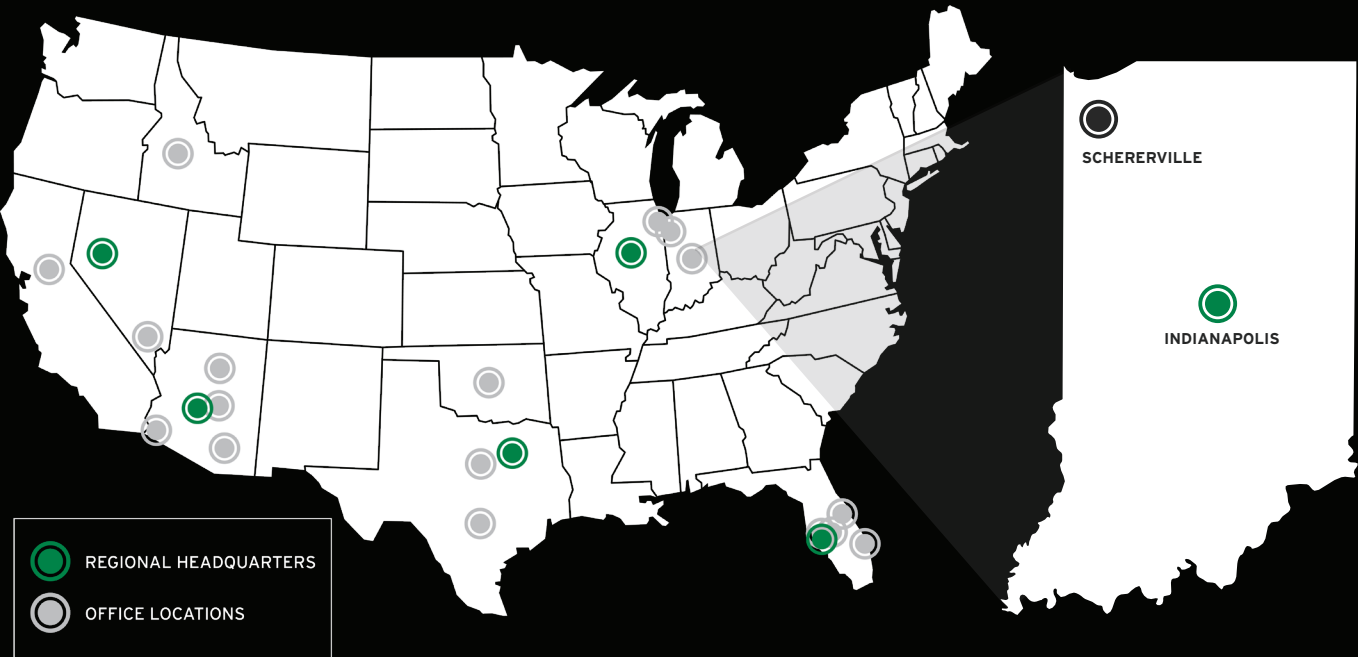 SCHERERVILLE
INDIANAPOLIS
REGIONAL HEADQUARTERS
OFFICE LOCATIONS